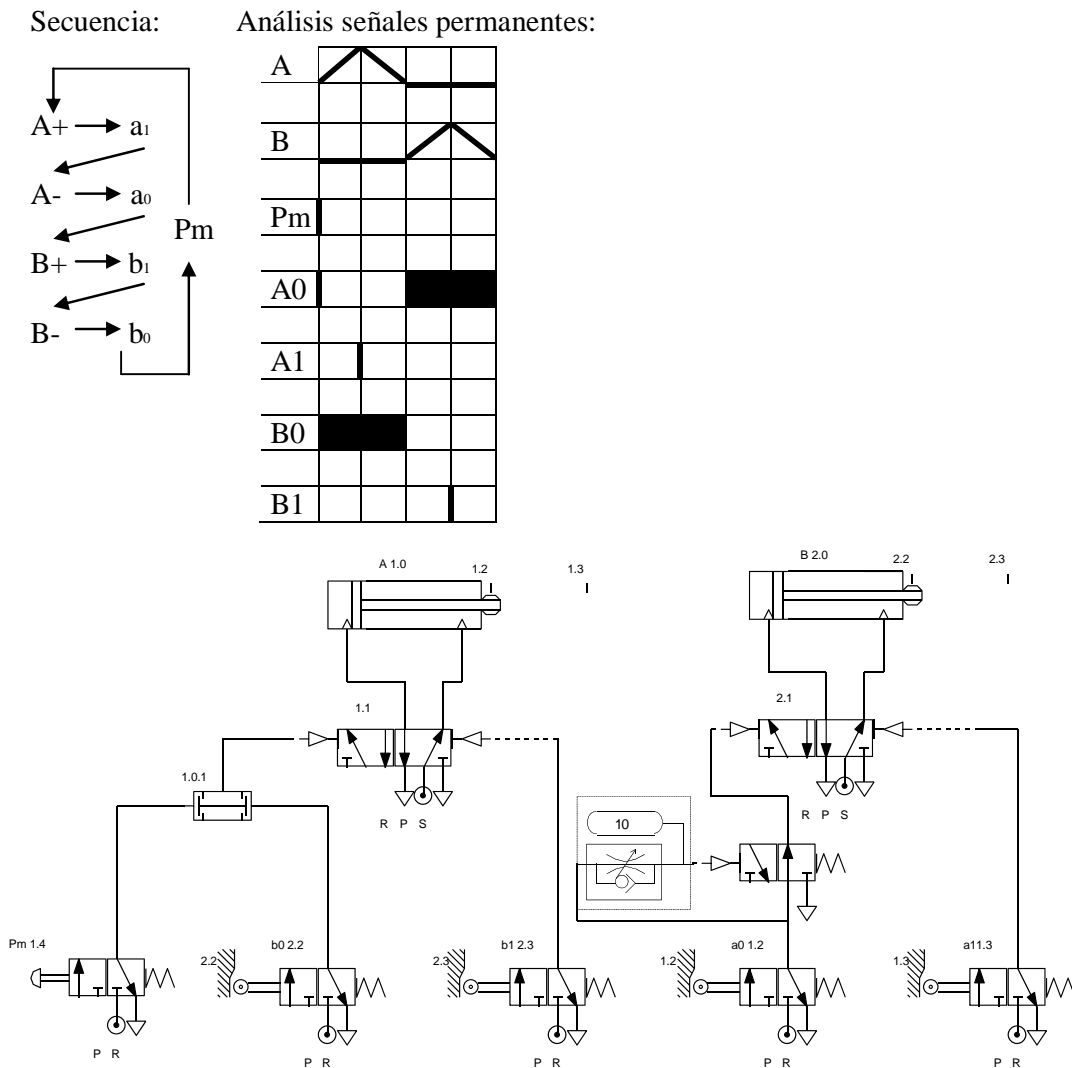 Secuencia: Análisis señales permanentes:
A
A+ a1
B
A- a0
Pm
Pm
B+ b1
A0
B- b0
A1
B0
B1
A 1.0 1.2 1.3 B 2.0 2.2 2.3
1.1 2.1
1.0.1
R P S R P S
10
Pm 1.4 b0 2.2 b1 2.3 a0 1.2 a11.3
2.2 2.3 1.2 1.3
P R P R P R P R P R